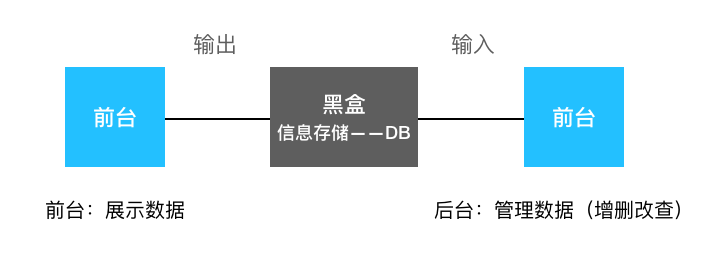 输出
输入
前台
黑盒
信息存储——DB
前台
前台：展示数据
后台：管理数据（增删改查）